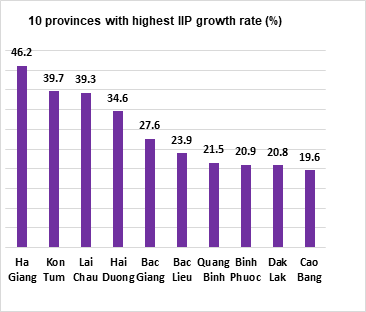 10 provinces with highest IIP growth rate (%)
46.2
39.7
39.3
34.6
27.6
23.9
21.5
20.9
20.8
19.6
Ha Giang
Kon Tum
Lai Chau
Hai Duong
Bac Giang
Bac Lieu
Quang Binh
Binh Phuoc
Dak Lak
Cao Bang